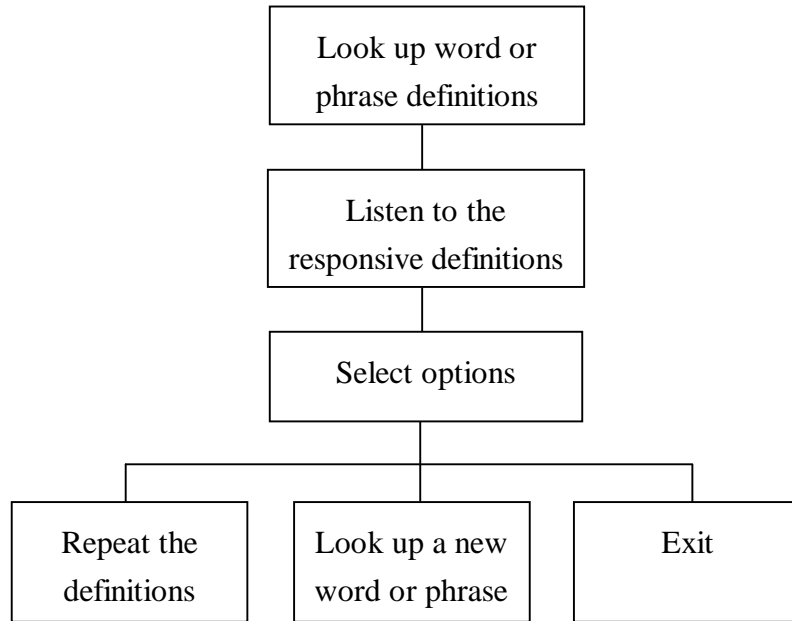 Look up word or
phrase definitions
Listen to the
responsive definitions
Select options
Repeat the
definitions
Look up a new
word or phrase
Exit